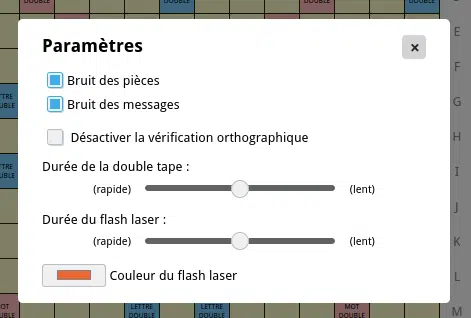 DOUBLE DOUBLE DOUBLE DOUBLE
E
Paramètres ×
F
Bruit des pièces
Bruit des messages
G
DOUBLE
H
Désactiver la vérification orthographique
Durée de la double tape :
I
DOUBLE
(rapide) (lent)
J
Durée du flash laser :
(rapide) (lent) K
Couleur du flash laser L
MOT LETTRE LETTRE MOT
DOUBLE DOUBLE DOUBLE M